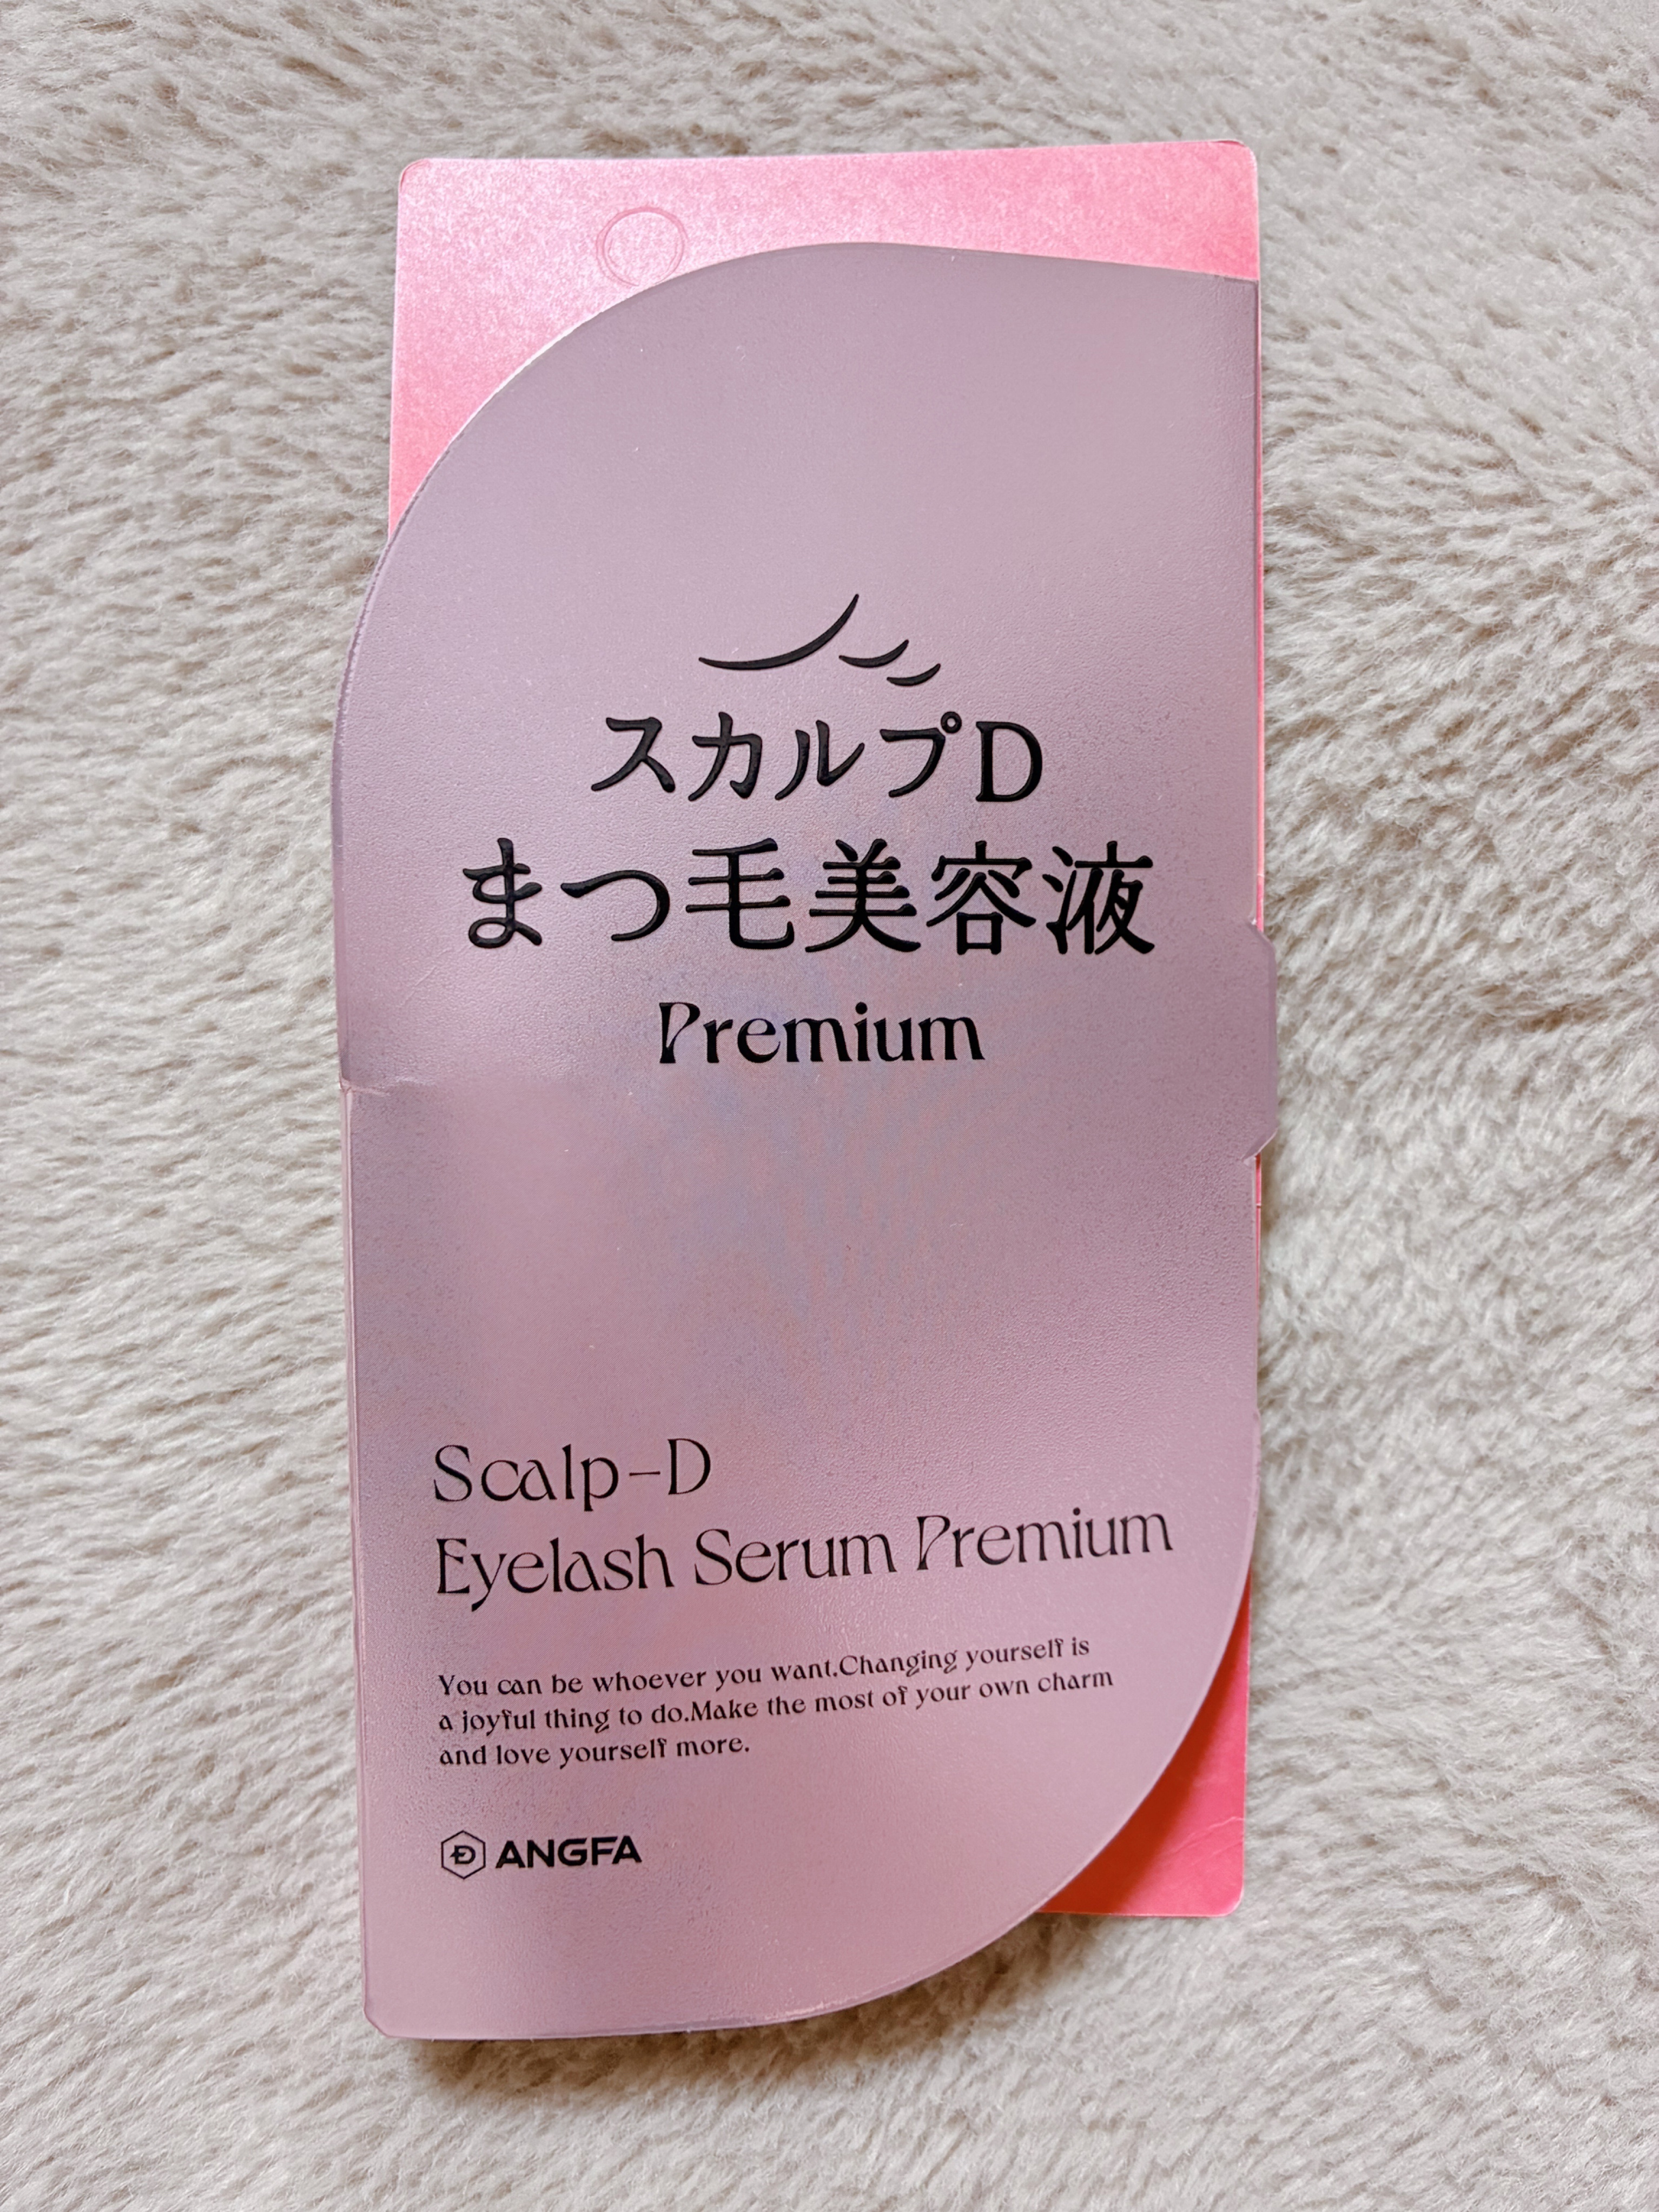 スカルプD
まつ毛美容液
Premium
Scalp-D
Eyelash Serum Premium
You can be whoever you want.Changing yourself is
a joyful thing to do.Make the most of your own charm
and love yourself more.
ANGFA